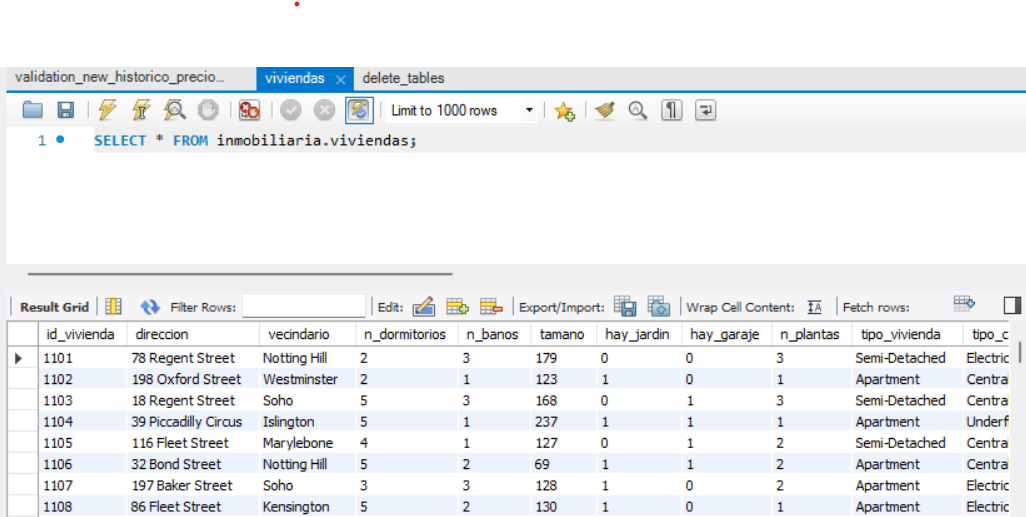 validation_new_historico_precio... viviendas × delete_tables
Limit to 1000 rows
1 SELECT * FROM inmobiliaria.viviendas;
Result Grid Filter Rows: Edit: Export/Import: Wrap Cell Content: IA Fetch rows:
id_vivienda direccion vecindario n_dormitorios n_banos tamano hay_jardin hay_garaje n_plantas tipo_vivienda tipo_c
1101 78 Regent Street Notting Hill 2 3 179 0 0 3 Semi-Detached Electric
1102 198 Oxford Street Westminster 2 1 123 1 0 1 Apartment Centra
1103 18 Regent Street Soho 5 3 168 0 1 3 Semi-Detached Centra
1104 39 Piccadilly Circus Islington 5 1 237 1 1 1 Apartment Underf
1105 116 Fleet Street Marylebone 4 1 127 0 1 2 Semi-Detached Centra
1106 32 Bond Street Notting Hill 5 2 69 1 1 2 Apartment Centra
1107 197 Baker Street Soho 3 3 128 1 0 2 Apartment Electric
1108 86 Fleet Street Kensington 5 2 130 1 0 1 Apartment Electric